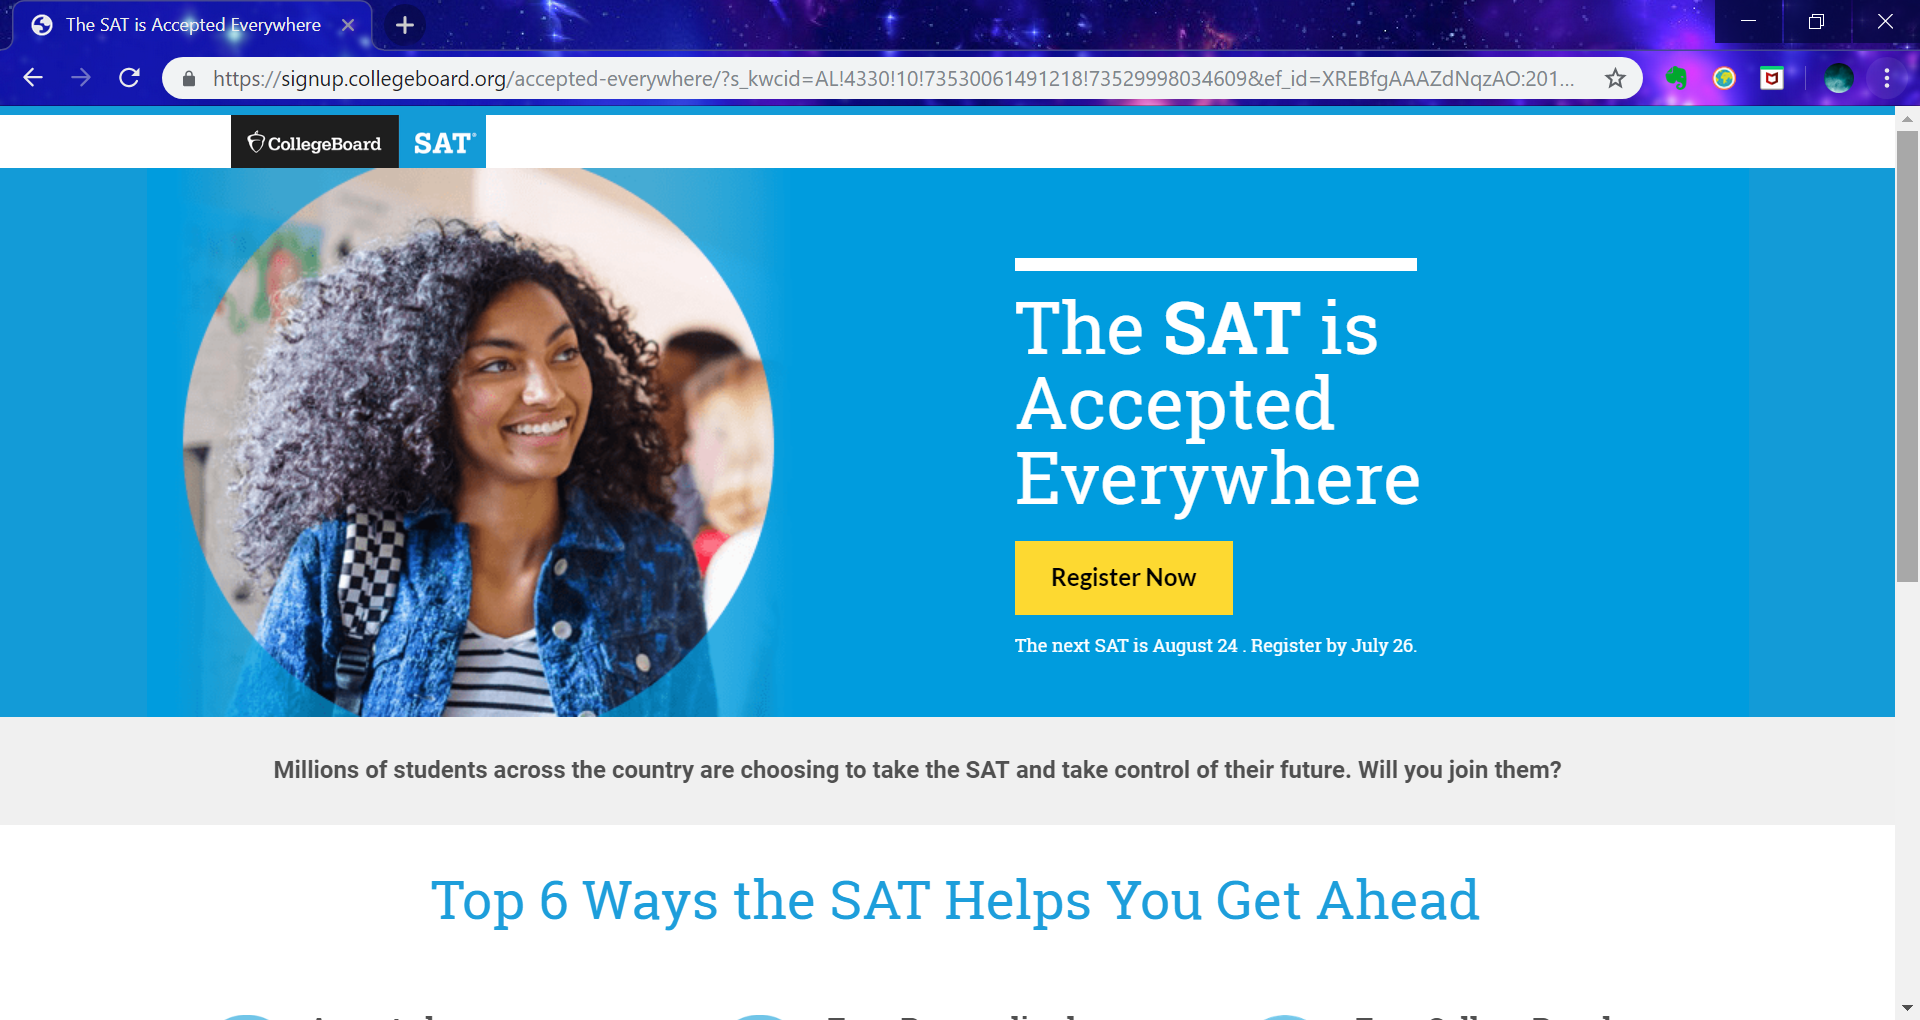 The SAT is Accepted Everywhere
https://signup.collegeboard.org/accepted-everywhere/?s_kwcid=AL!4330!10!73530061491218!73529998034609&ef_id=XREBfgAAAZdNqzAO:201...
CollegeBoard SAT
The SAT is
Accepted
Everywhere
Register Now
The next SAT is August 24 . Register by July 26.
Millions of students across the country are choosing to take the SAT and take control of their future. Will you join them?
Top 6 Ways the SAT Helps You Get Ahead